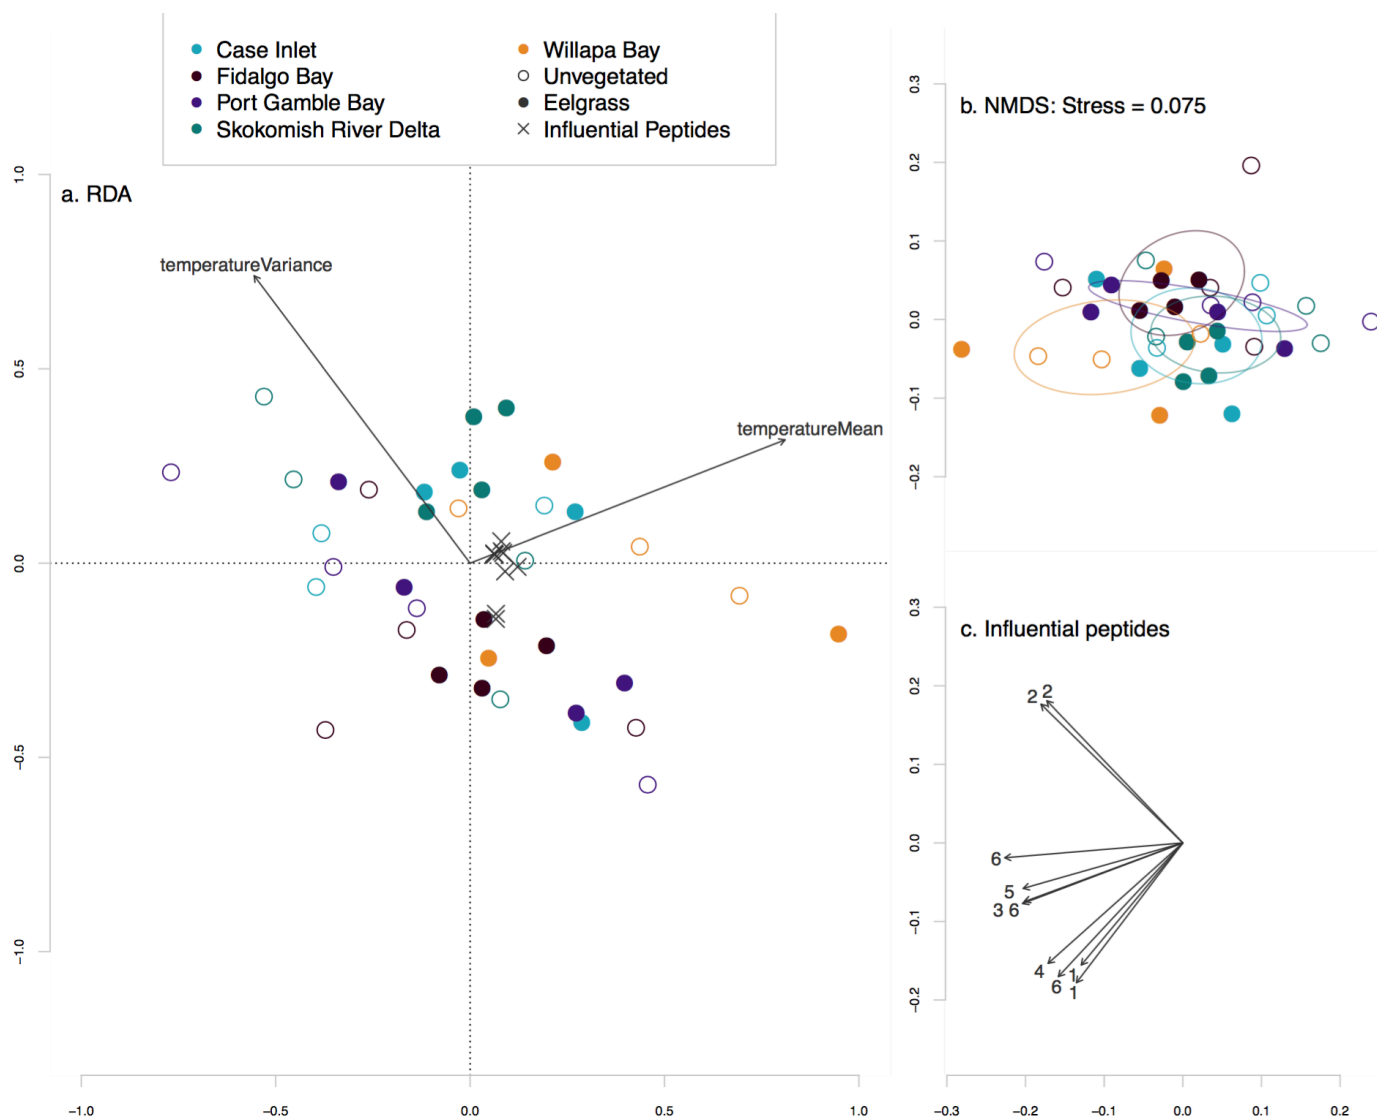 Case Inlet
Fidalgo Bay
Port Gamble Bay
Skokomish River Delta
Willapa Bay
Unvegetated
Eelgrass
Influential Peptides
a. RDA
temperatureVariance
temperatureMean
1.0
0.5
0.0
−0.5
−1.0
−1.0
−0.5
0.0
0.5
1.0
b. NMDS: Stress = 0.075
0.3
0.2
0.1
0.0
−0.1
−0.2
c. Influential peptides
0.3
0.2
0.1
0.0
−0.1
−0.2
2 2
6
5
3 6
4
1
6
1
−0.3
−0.2
−0.1
0.0
0.1
0.2